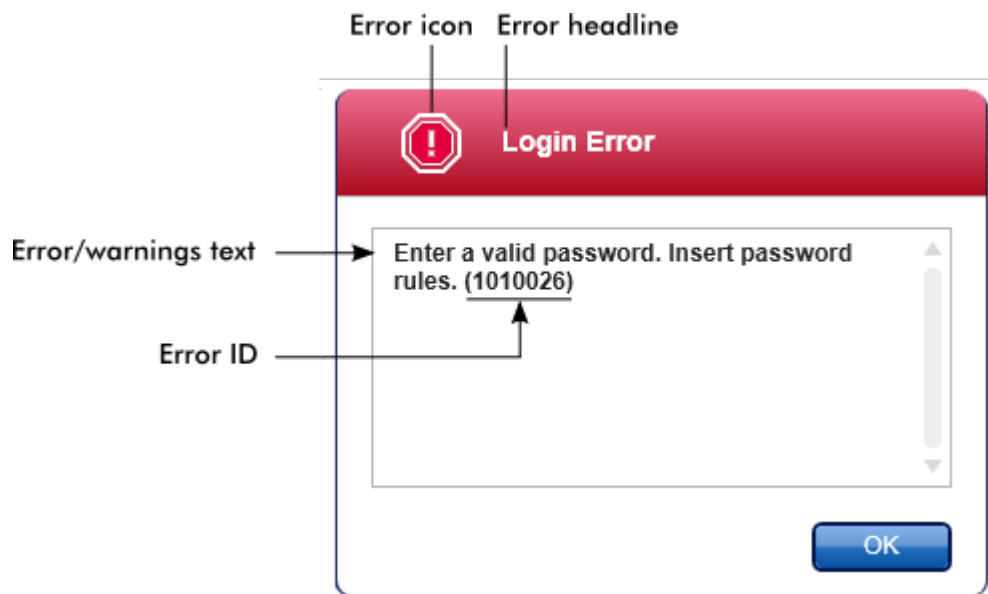 Error icon Error headline
! Login Error
Error/warnings text
Enter a valid password. Insert password
rules. (1010026)
Error ID
OK